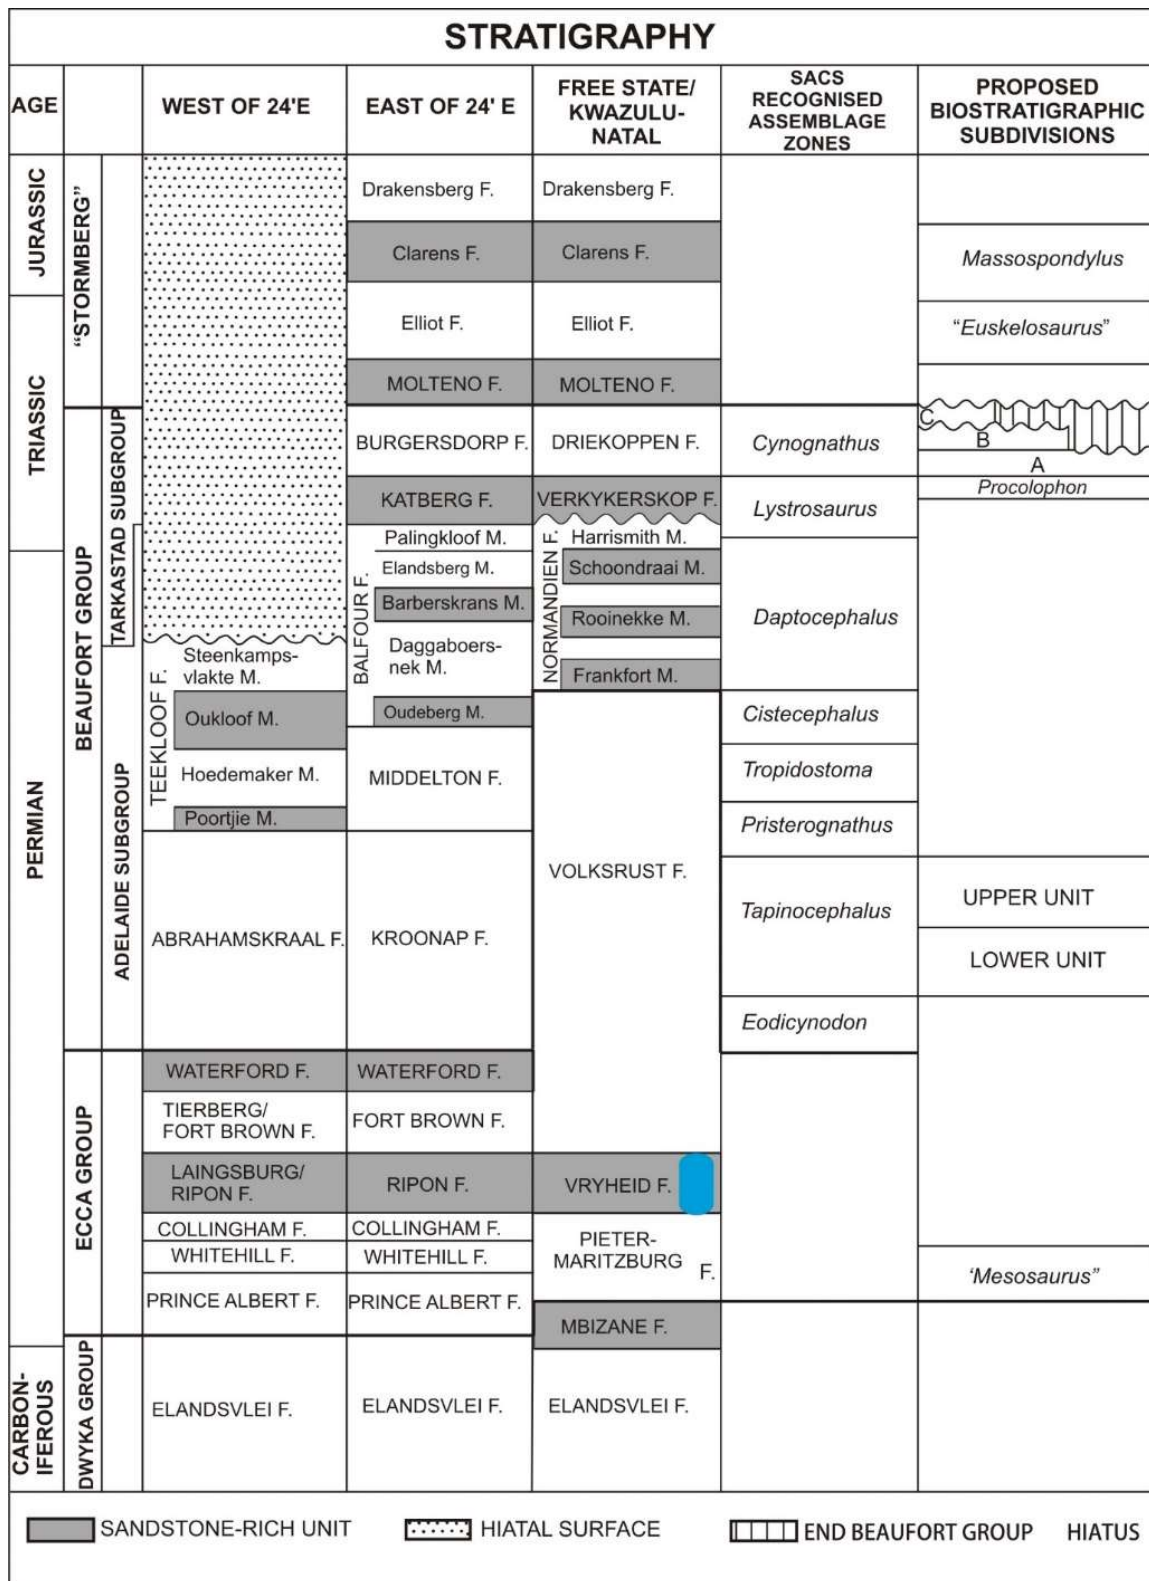 STRATIGRAPHY
AGE
WEST OF 24'E
EAST OF 24' E
FREE STATE/
KWAZULU-
NATAL
SACS
RECOGNISED
ASSEMBLAGE
ZONES
PROPOSED
BIOSTRATIGRAPHIC
SUBDIVISIONS
JURASSIC
TRIASSIC
PERMIAN
CARBON-
IFEROUS
"STORMBERG"
BEAUFORT GROUP
ECCA GROUP
DWYKA GROUP
TARKASTAD SUBGROUP
ADELAIDE SUBGROUP
TEEKLOOF F.
Steenkamps-
vlakte M.
Oukloof M.
Hoedemaker M.
Poortjie M.
ABRAHAMSKRAAL F.
WATERFORD F.
TIERBERG/
FORT BROWN F.
LAINGSBURG/
RIPON F.
COLLINGHAM F.
WHITEHILL F.
PRINCE ALBERT F.
ELANDSVLEI F.
Drakensberg F.
Clarens F.
Elliot F.
MOLTENO F.
BURGERSDORP F.
KATBERG F.
BALFOUR F.
Palingkloof M.
Elandsberg M.
Barberskrans M.
Daggaboers-
nek M.
Oudeberg M.
MIDDELTON F.
KROONAP F.
WATERFORD F.
FORT BROWN F.
RIPON F.
COLLINGHAM F.
WHITEHILL F.
PRINCE ALBERT F.
ELANDSVLEI F.
Drakensberg F.
Clarens F.
Elliot F.
MOLTENO F.
DRIEKOPPEN F.
VERKYKERSKOP F.
NORMANDIEN F.
Harrismith M.
Schoondraai M.
Rooinekke M.
Frankfort M.
VOLKSRUST F.
VRYHEID F.
PIETER-
MARITZBURG F.
MBIZANE F.
ELANDSVLEI F.
Cynognathus
Lystrosaurus
Daptocephalus
Cistecephalus
Tropidostoma
Pristerognathus
Tapinocephalus
Eodicynodon
Massospondylus
"Euskelosaurus"
C
B
A
Procolophon
UPPER UNIT
LOWER UNIT
'Mesosaurus"
SANDSTONE-RICH UNIT
HIATAL SURFACE
END BEAUFORT GROUP HIATUS